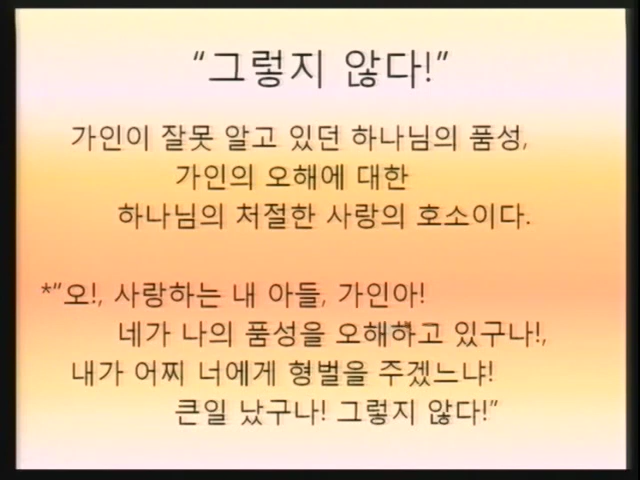 “그렇지 않다!”
가인이 잘못 알고 있던 하나님의 품성,
가인의 오해에 대한
하나님의 처절한 사랑의 호소이다.
*”오!, 사랑하는 내 아들, 가인아!
네가 나의 품성을 오해하고 있구나!,
내가 어찌 너에게 형벌을 주겠느냐!
큰일 났구나! 그렇지 않다!”